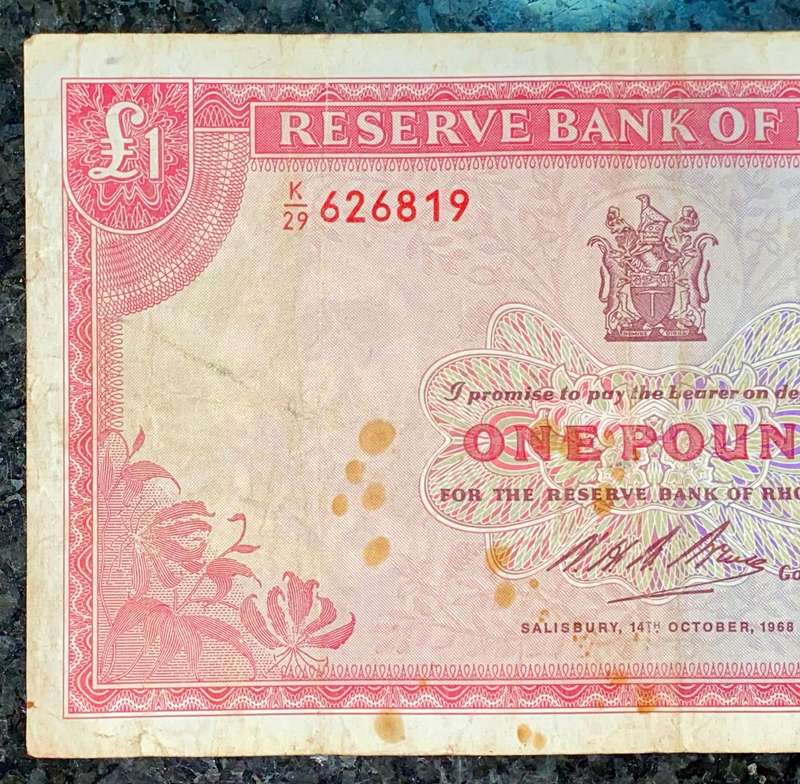 £1
RESERVE BANK OF
K/29 626819
I promise to pay the bearer on de
ONE POUN
FOR THE RESERVE BANK OF RHO
Go
SALISBURY, 14TH OCTOBER, 1968